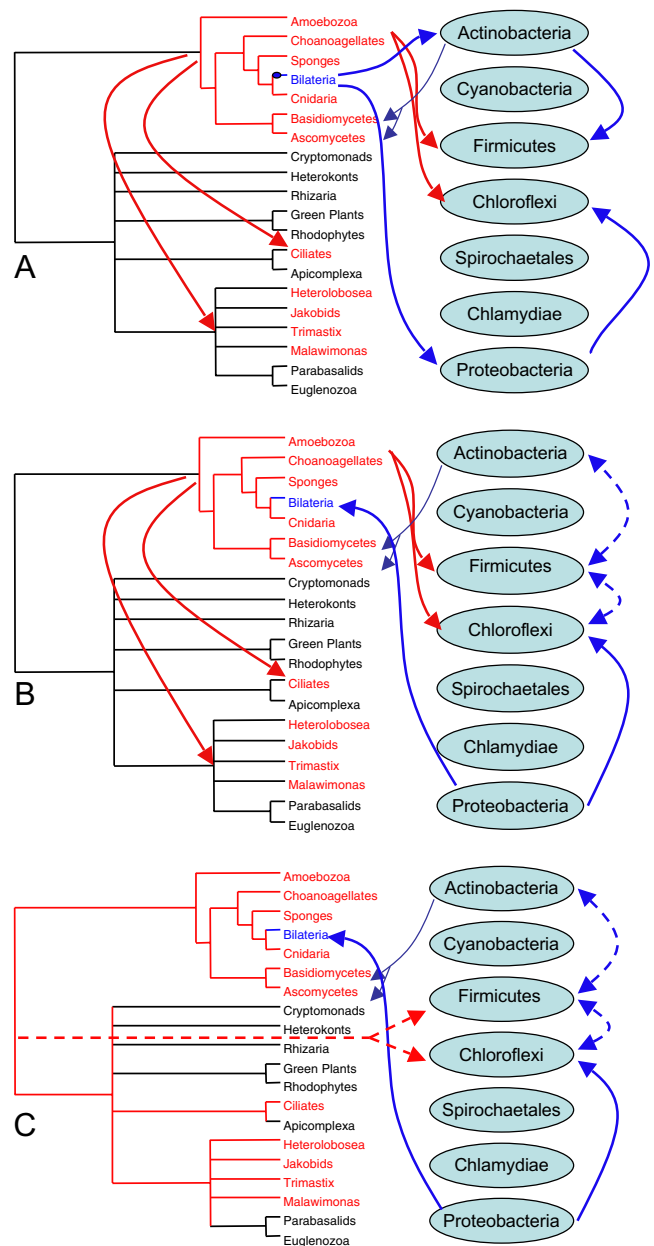 Amoebozoa
Choanoagellates
Sponges
Bilateria
Cnidaria
Basidiomycetes
Ascomycetes
Cryptomonads
Heterokonts
Rhizaria
Green Plants
Rhodophytes
Ciliates
Apicomplexa
Heterolobosea
Jakobids
Trimastix
Malawimonas
Parabasalids
Euglenozoa
A
Actinobacteria
Cyanobacteria
Firmicutes
Chloroflexi
Spirochaetales
Chlamydiae
Proteobacteria
Amoebozoa
Choanoagellates
Sponges
Bilateria
Cnidaria
Basidiomycetes
Ascomycetes
Cryptomonads
Heterokonts
Rhizaria
Green Plants
Rhodophytes
Ciliates
Apicomplexa
Heterolobosea
Jakobids
Trimastix
Malawimonas
Parabasalids
Euglenozoa
B
Actinobacteria
Cyanobacteria
Firmicutes
Chloroflexi
Spirochaetales
Chlamydiae
Proteobacteria
Amoebozoa
Choanoagellates
Sponges
Bilateria
Cnidaria
Basidiomycetes
Ascomycetes
Cryptomonads
Heterokonts
Rhizaria
Green Plants
Rhodophytes
Ciliates
Apicomplexa
Heterolobosea
Jakobids
Trimastix
Malawimonas
Parabasalids
Euglenozoa
C
Actinobacteria
Cyanobacteria
Firmicutes
Chloroflexi
Spirochaetales
Chlamydiae
Proteobacteria